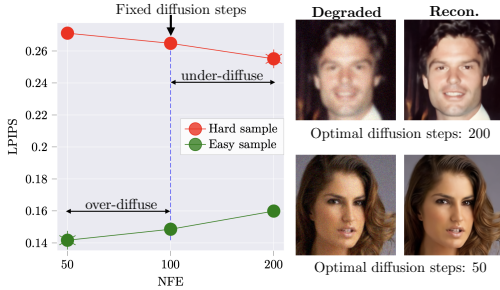 Fixed diffusion steps
0.26
0.24
0.22
0.2
0.18
0.16
0.14
LPIPS
under-diffuse
Hard sample
Easy sample
over-diffuse
50
100
200
NFE
Degraded
Recon.
Optimal diffusion steps: 200
Optimal diffusion steps: 50